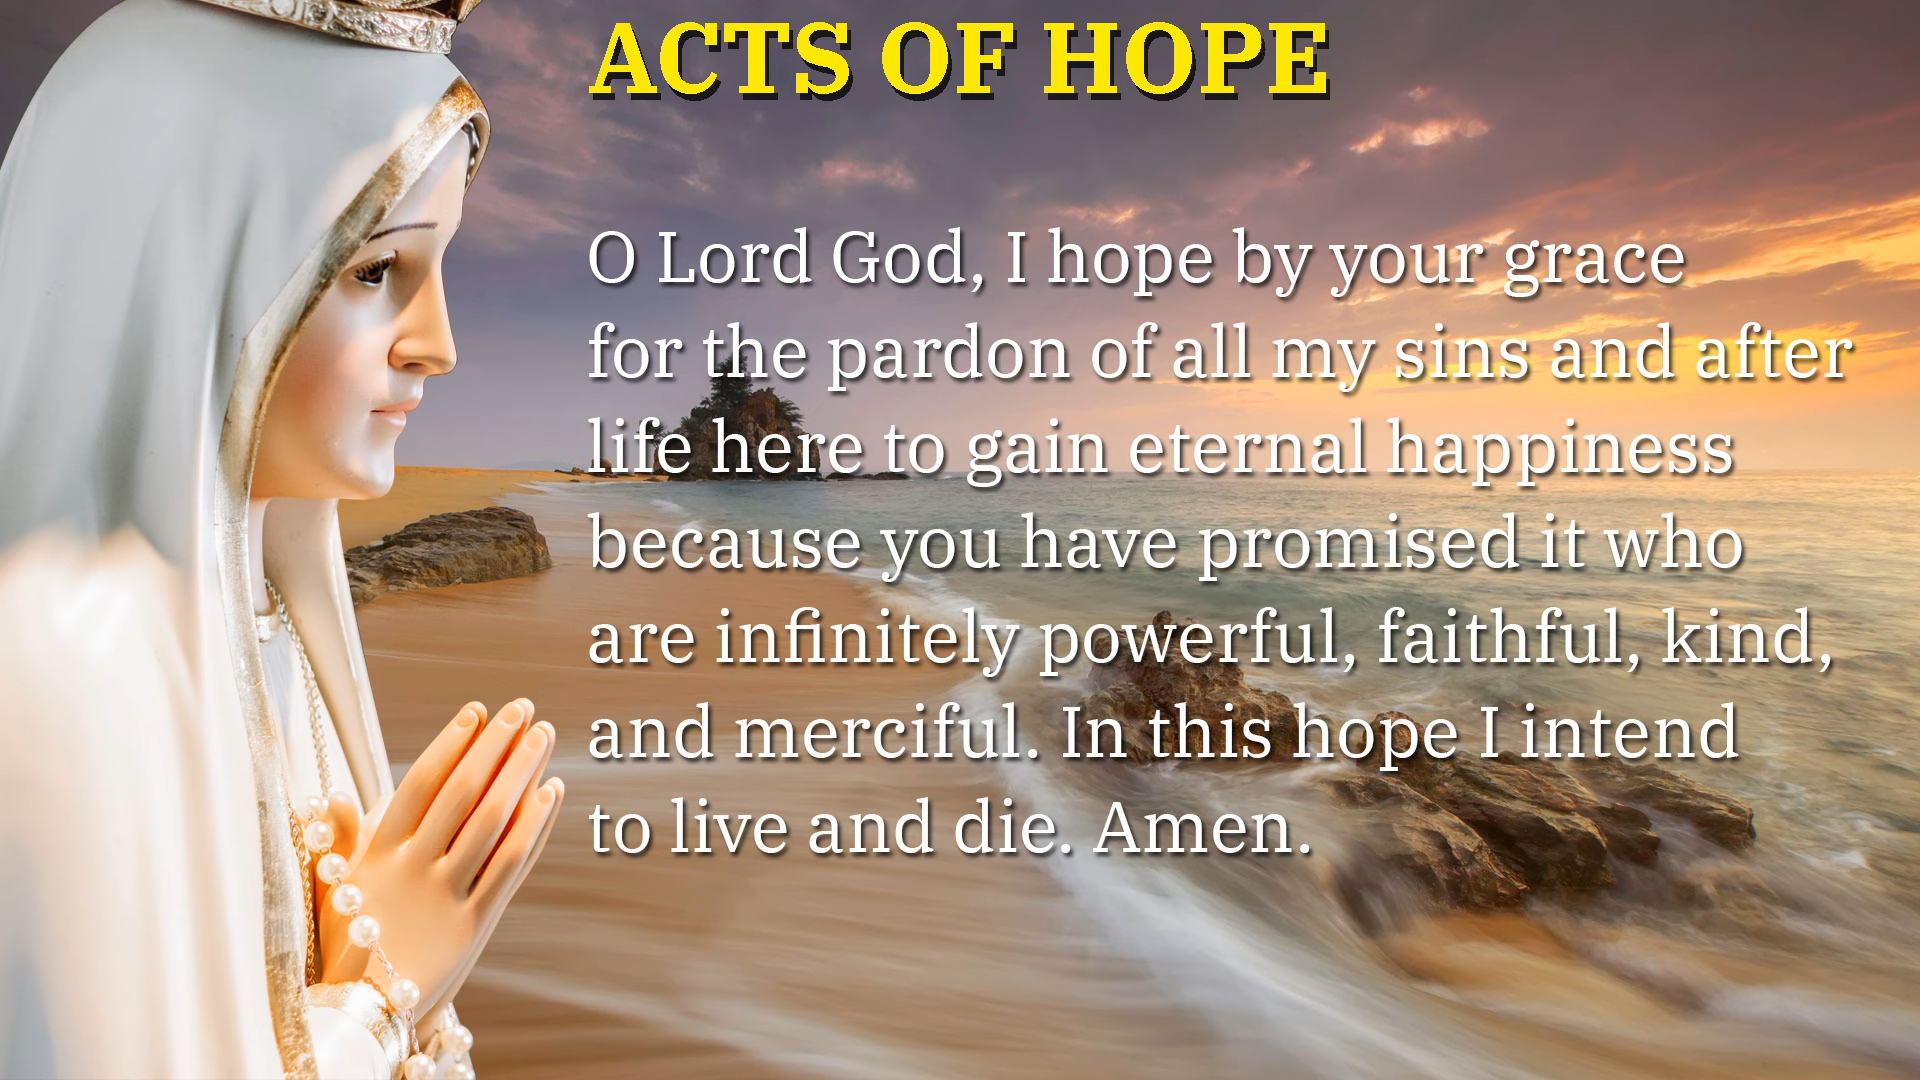 ACTS OF HOPE
O Lord God, I hope by your grace
for the pardon of all my sins and after
life here to gain eternal happiness
because you have promised it who
are infinitely powerful, faithful, kind,
and merciful. In this hope I intend
to live and die. Amen.